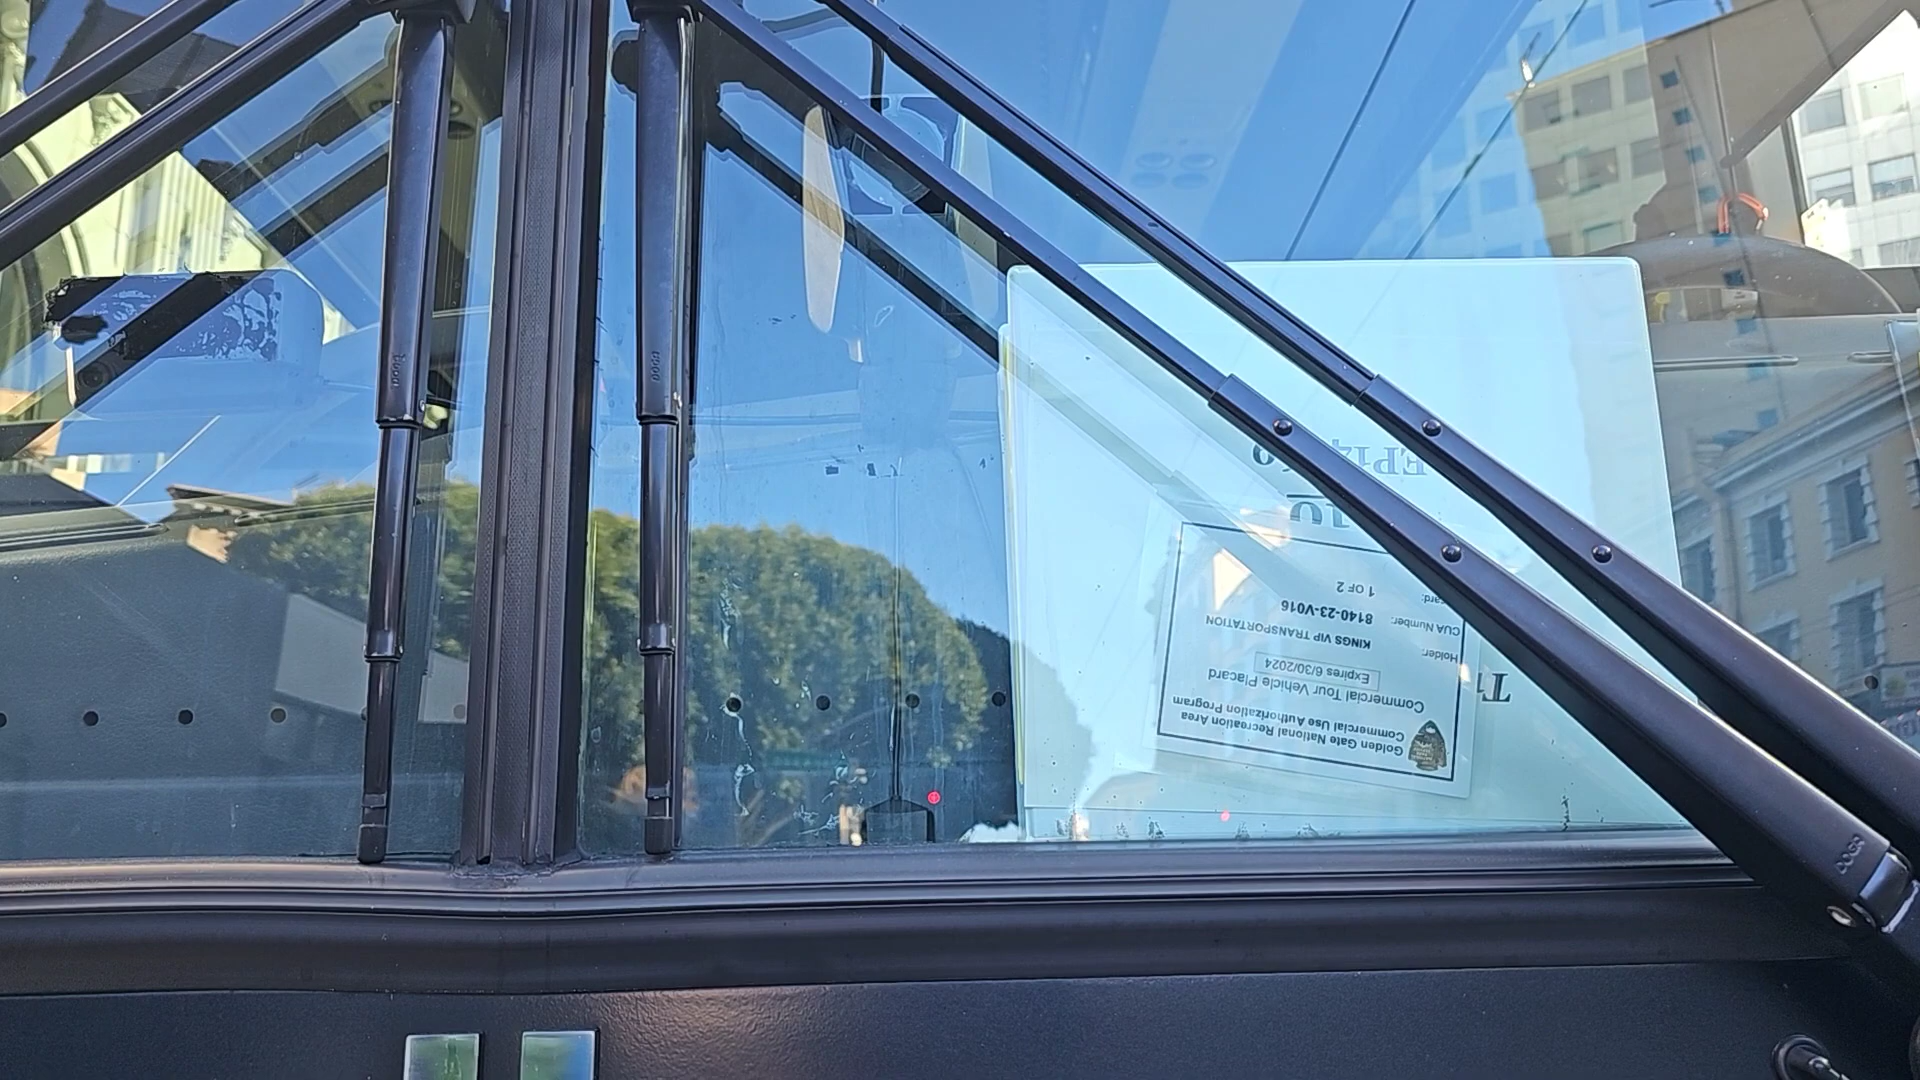 Golden Gate National Recreation Area
Commercial Use Authorization Program
Commercial Tour Vehicle Placard
Expires 6/30/2024
Holder:
KINGS VIP TRANSPORTATION
CUA Number:
8140-23-V016
1 OF 2
DOGA